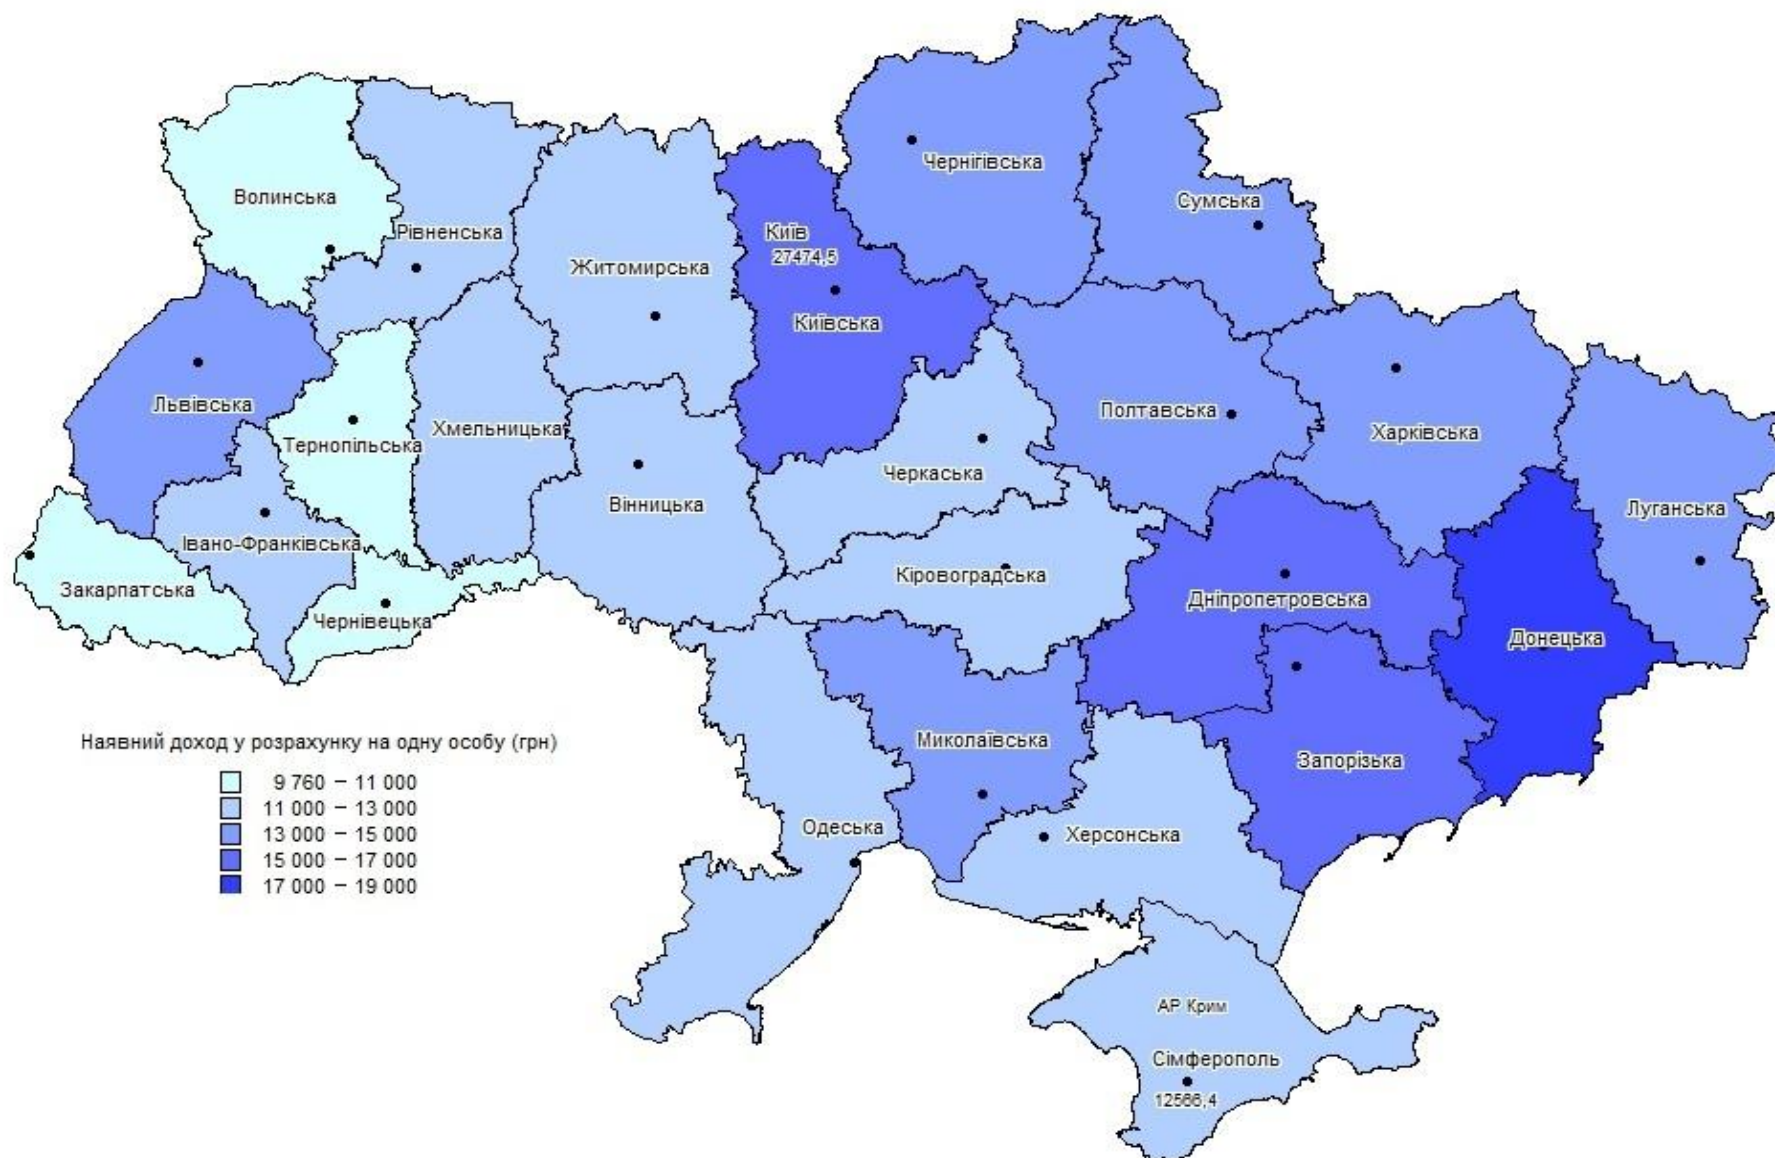 Чернігівська
Волинська
Сумська
Рівненська
Київ
27474,5
Житомирська
Київська
Львівська
Тернопільська
Хмельницька
Полтавська
Харківська
Черкаська
Вінницька
Луганська
Івано-Франківська
Закарпатська
Кіровоградська
Чернівецька
Дніпропетровська
Донецька
Наявний доход у розрахунку на одну особу (грн)
9 760 – 11 000
11 000 – 13 000
13 000 – 15 000
15 000 – 17 000
17 000 – 19 000
Миколаївська
Запорізька
Одеська
Херсонська
АР Крим
Сімферополь
12566,4